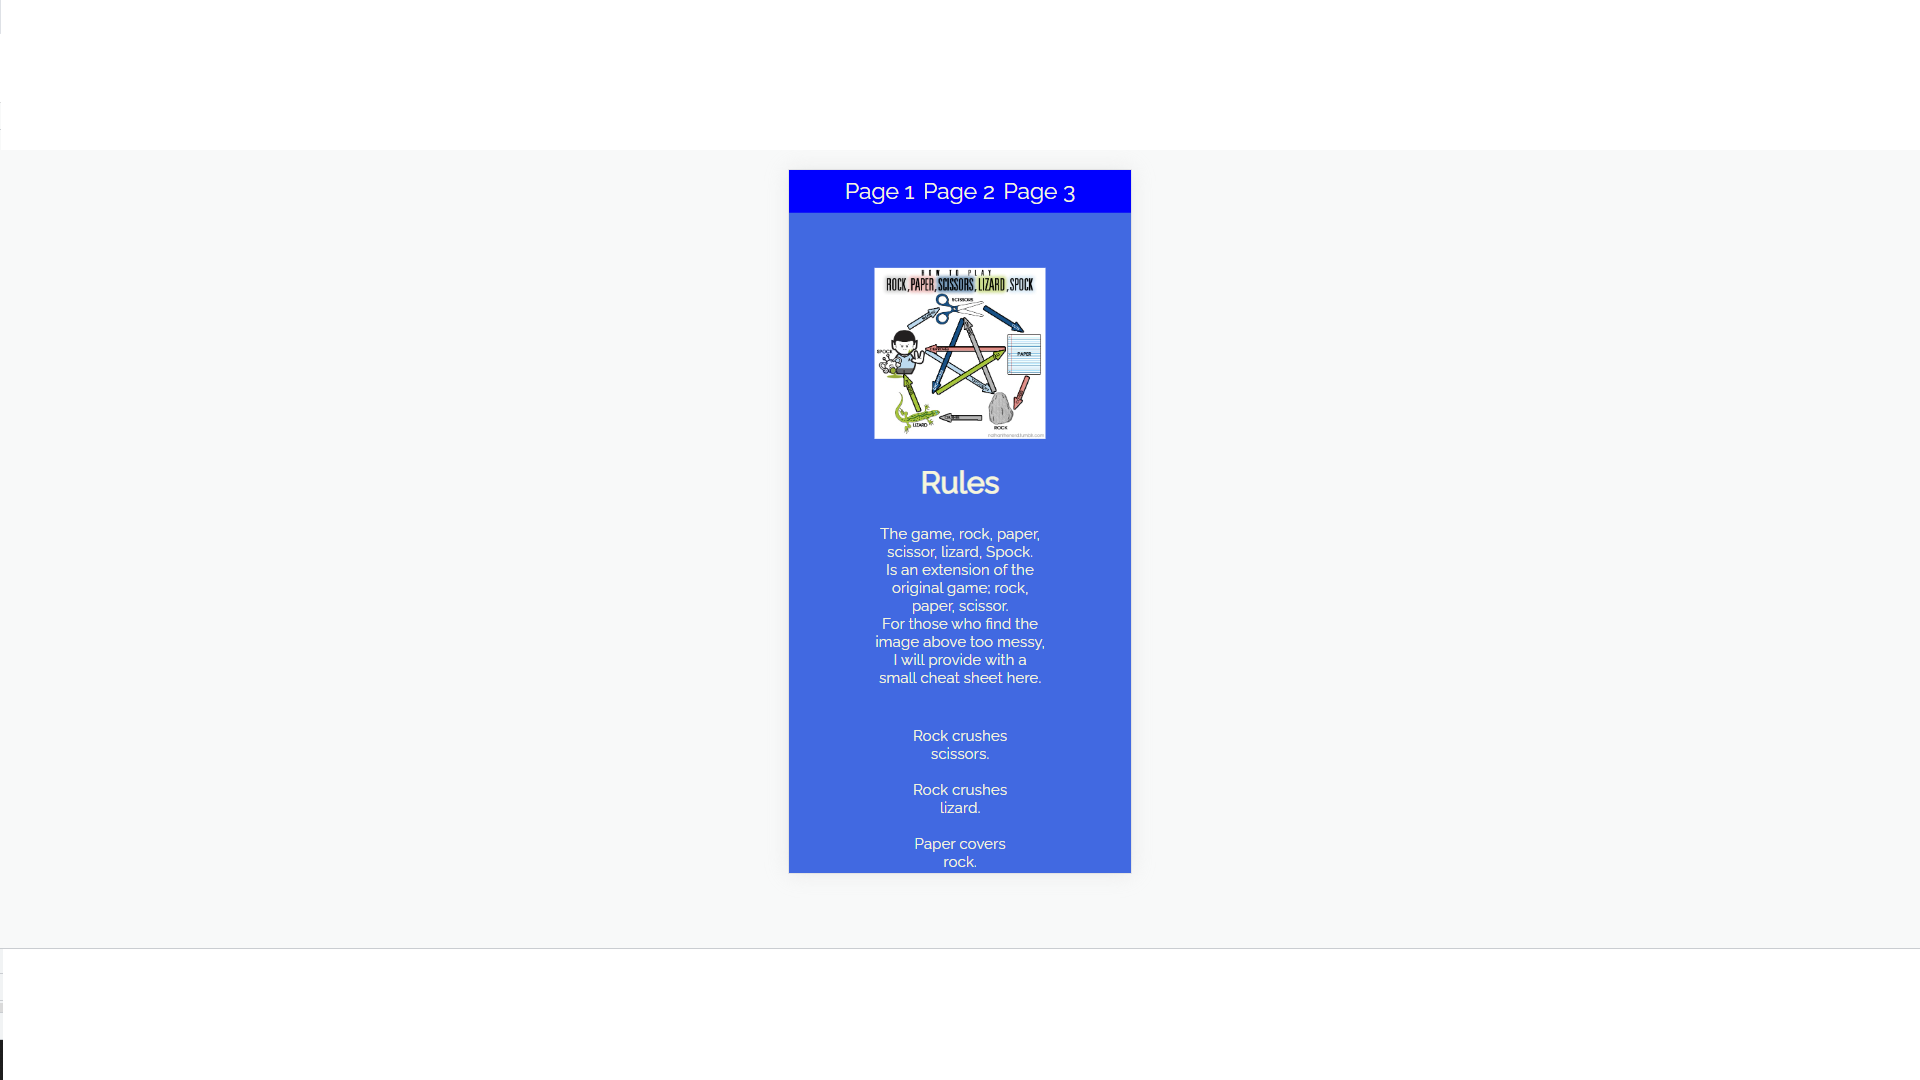 Page 1 Page 2 Page 3
HOW TO PLAY
ROCK, PAPER, SCISSORS, LIZARD, SPOCK
SCISSORS
SPOCK
PAPER
LIZARD
ROCK
Rules
The game, rock, paper,
scissor, lizard, Spock.
Is an extension of the
original game; rock,
paper, scissor.
For those who find the
image above too messy,
I will provide with a
small cheat sheet here.
Rock crushes
scissors.
Rock crushes
lizard.
Paper covers
rock.